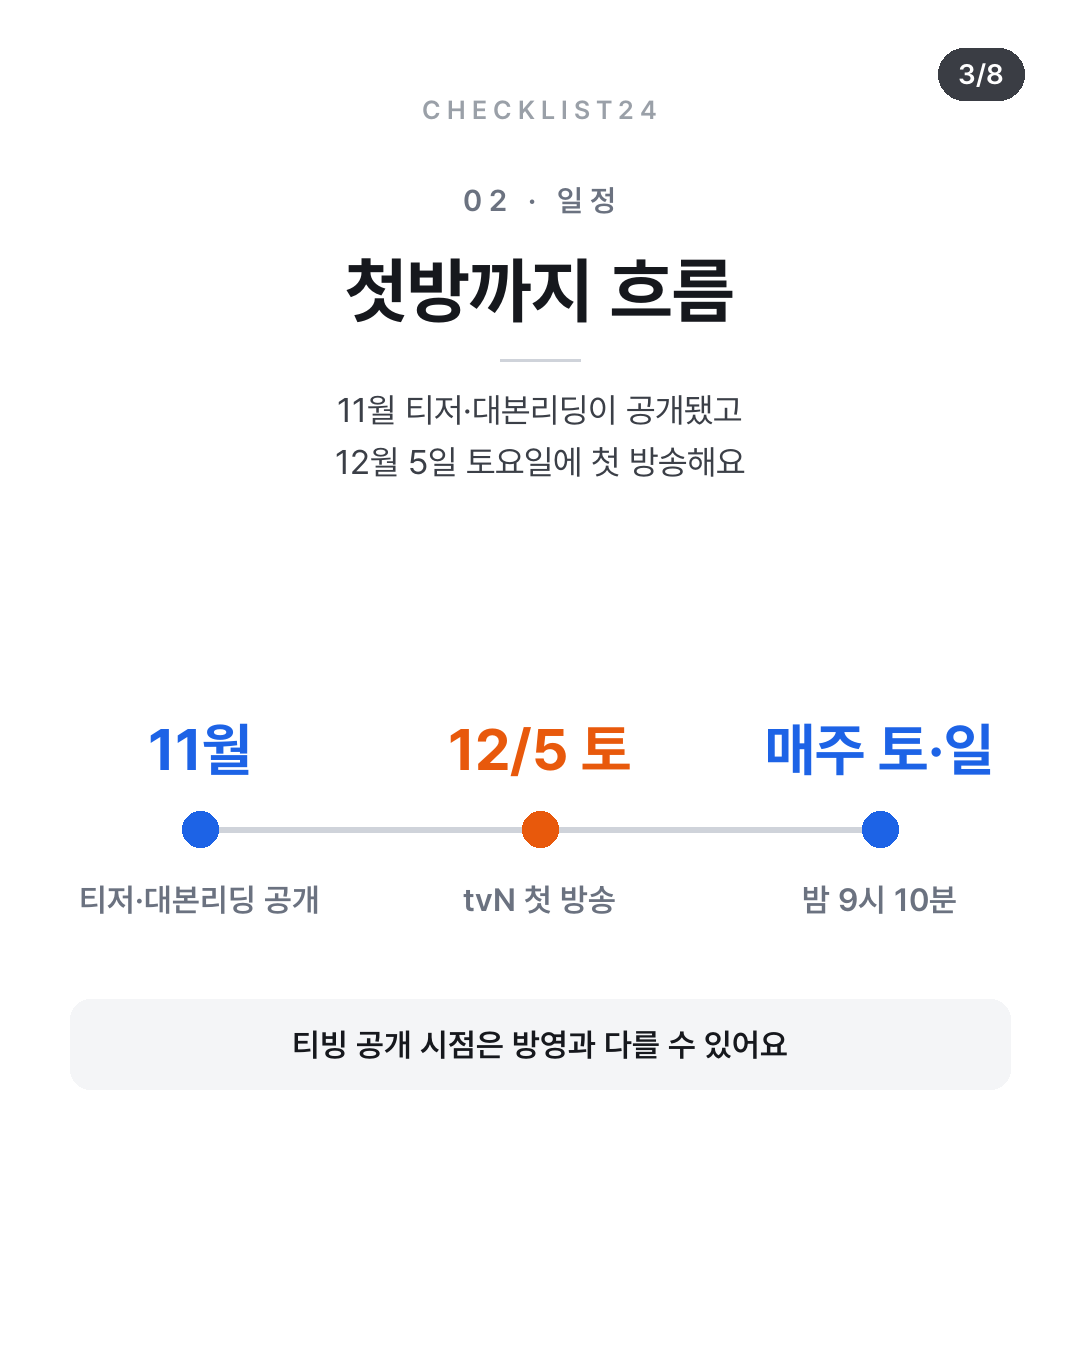 3/8
CHECKLIST24
02 · 일정
첫방까지 흐름
11월 티저·대본리딩이 공개됐고
12월 5일 토요일에 첫 방송해요
11월
12/5 토
매주 토·일
티저·대본리딩 공개
tvN 첫 방송
밤 9시 10분
티빙 공개 시점은 방영과 다를 수 있어요